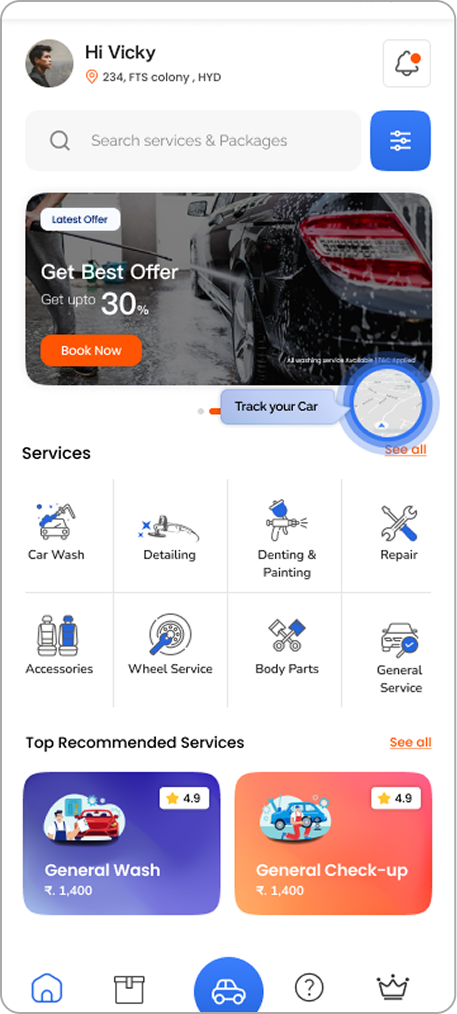 Hi Vicky
234, FTS colony , HYD
Search services & Packages
Latest Offer
Get Best Offer
Get upto 30%
Book Now
All washing service Available | T&C Applied
Track your Car
Services
See all
Car Wash
Detailing
Denting &
Painting
Repair
Accessories
Wheel Service
Body Parts
General
Service
Top Recommended Services
See all
4.9
4.9
General Wash
₹. 1,400
General Check-up
₹. 1,400